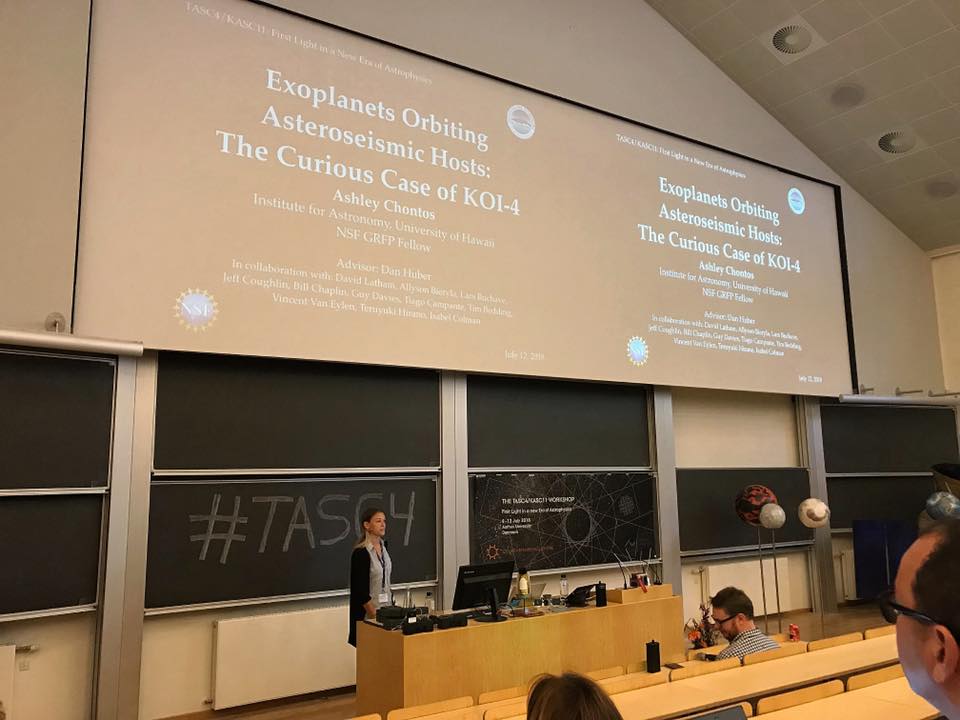 TASC4/KASC11: First Light in a New Era of Astrophysics
Exoplanets Orbiting
Asteroseismic Hosts:
The Curious Case of KOI-4
Ashley Chontos
Institute for Astronomy, University of Hawaii
NSF GRFP Fellow
Advisor: Dan Huber
In collaboration with: David Latham, Allyson Bieryla, Lars Buchave,
Jeff Coughlin, Bill Chaplin, Guy Davies, Tiago Campante, Tim Bedding,
Vincent Van Eylen, Teruyuki Hirano, Isabel Colman
NSF
July 12, 2018
TASC4/KASC11: First Light in a New Era of Astrophysics
Exoplanets Orbiting
Asteroseismic Hosts:
The Curious Case of KOI-4
Ashley Chontos
Institute for Astronomy, University of Hawaii
NSF GRFP Fellow
Advisor: Dan Huber
In collaboration with: David Latham, Allyson Bieryla, Lars Buchave,
Jeff Coughlin, Bill Chaplin, Guy Davies, Tiago Campante, Tim Bedding,
Vincent Van Eylen, Teruyuki Hirano, Isabel Colman
NSF
July 12, 2018
#TASC4
THE TASC4/KASC11 WORKSHOP
First Light in a new Era of Astrophysics
8-13 July 2018
Aarhus University
Denmark